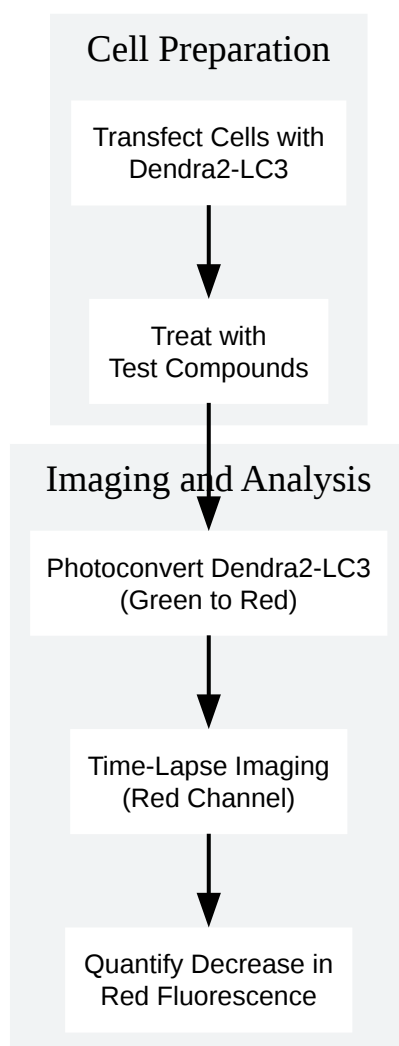 Cell Preparation
Transfect Cells with
Dendra2-LC3
Treat with
Test Compounds
Imaging and Analysis
Photoconvert Dendra2-LC3
(Green to Red)
Time-Lapse Imaging
(Red Channel)
Quantify Decrease in
Red Fluorescence